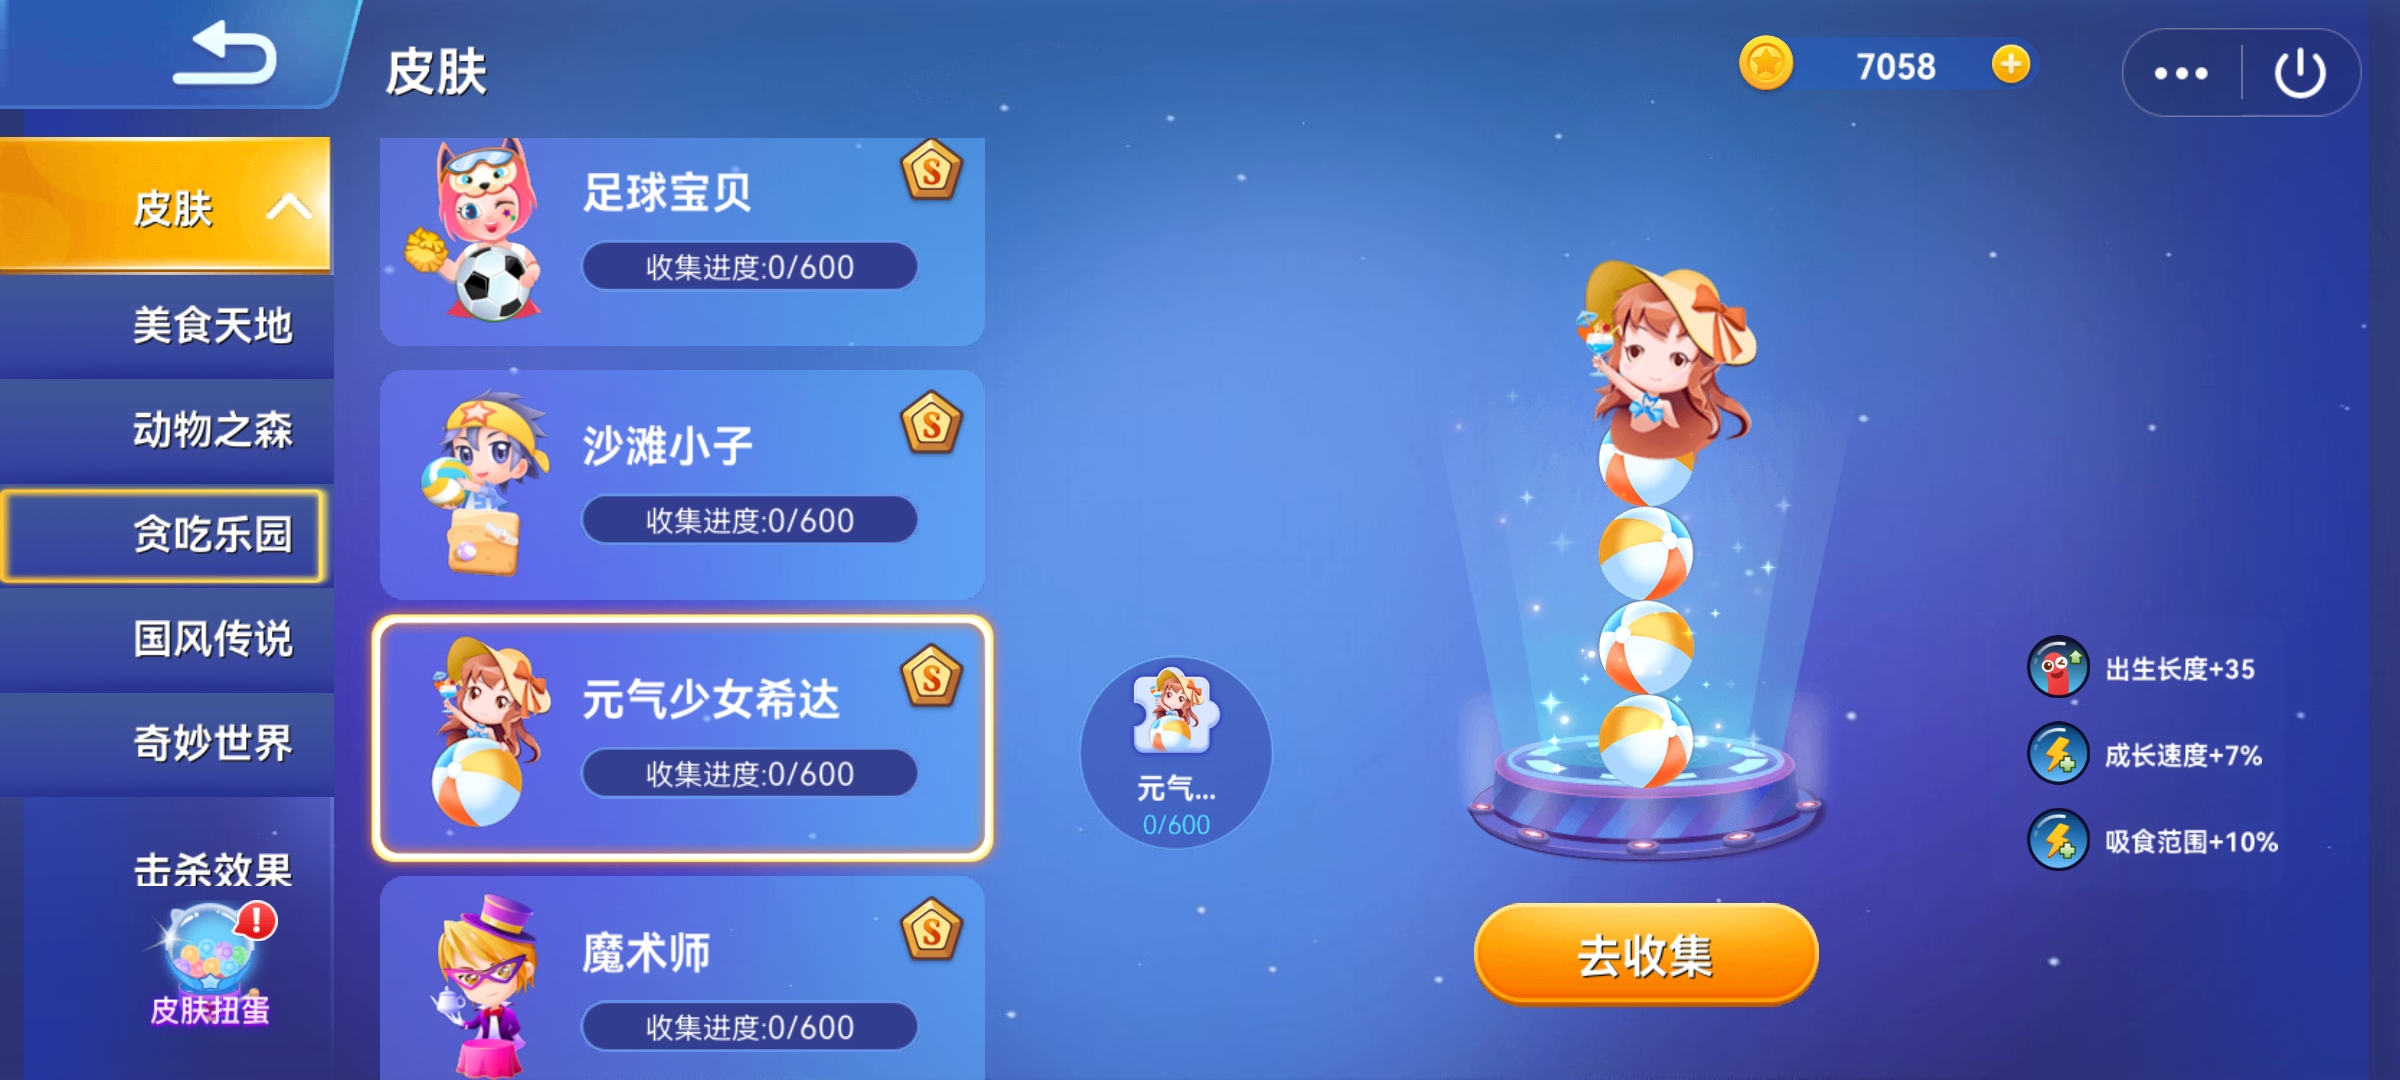 皮肤
7058
皮肤
美食天地
动物之森
贪吃乐园
国风传说
奇妙世界
击杀效果
皮肤扭蛋
足球宝贝
S
收集进度:0/600
沙滩小子
S
收集进度:0/600
元气少女希达
S
收集进度:0/600
魔术师
S
收集进度:0/600
元气...
0/600
出生长度+35
成长速度+7%
吸食范围+10%
去收集